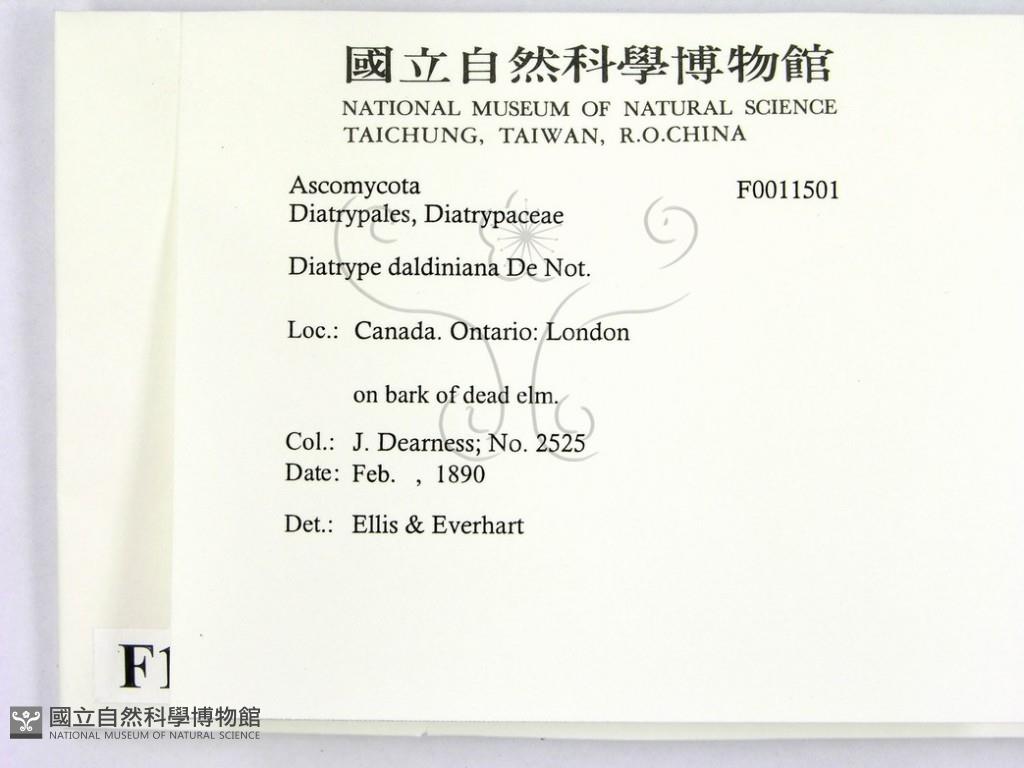 國立自然科學博物館
NATIONAL MUSEUM OF NATURAL SCIENCE
TAICHUNG, TAIWAN, R.O.CHINA
Ascomycota F0011501
Diatrypales, Diatrypaceae
Diatrype daldiniana De Not.
Loc.: Canada. Ontario: London
on bark of dead elm.
Col.: J. Dearness; No. 2525
Date: Feb. , 1890
Det.: Ellis & Everhart
F1
國立自然科學博物館
NATIONAL MUSEUM OF NATURAL SCIENCE